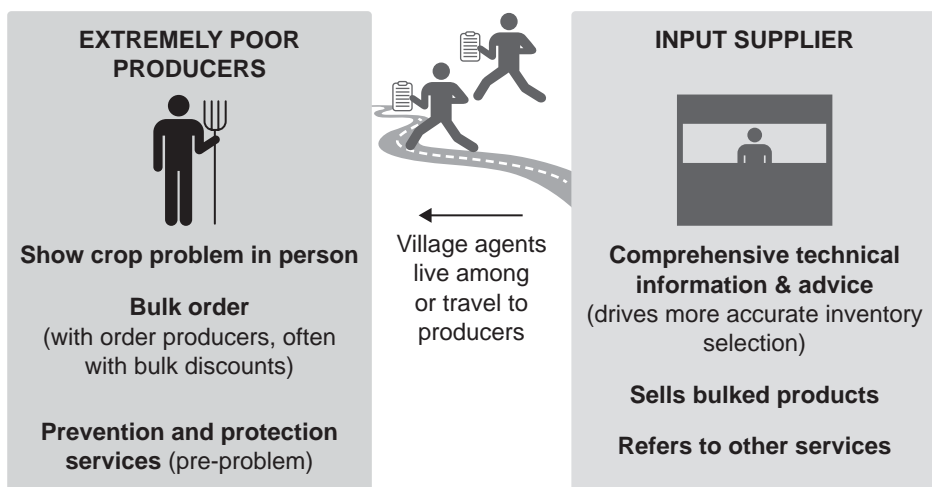 EXTREMELY POOR
PRODUCERS
Show crop problem in person
Bulk order
(with order producers, often
with bulk discounts)
Prevention and protection
services (pre-problem)
Village agents
live among
or travel to
producers
INPUT SUPPLIER
Comprehensive technical
information & advice
(drives more accurate inventory
selection)
Sells bulked products
Refers to other services